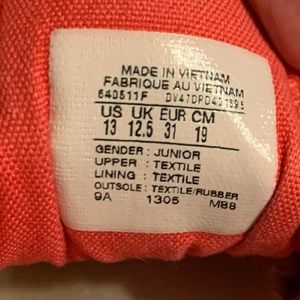 MADE IN VIETNAM
FABRIQUE AU VIETNAM
640511F
US UK EUR CM
13 12.5 31 19
GENDER : JUNIOR
UPPER : TEXTILE
LINING : TEXTILE
OUTSOLE : TEXTILE/RUBBER
9A 1305 M88